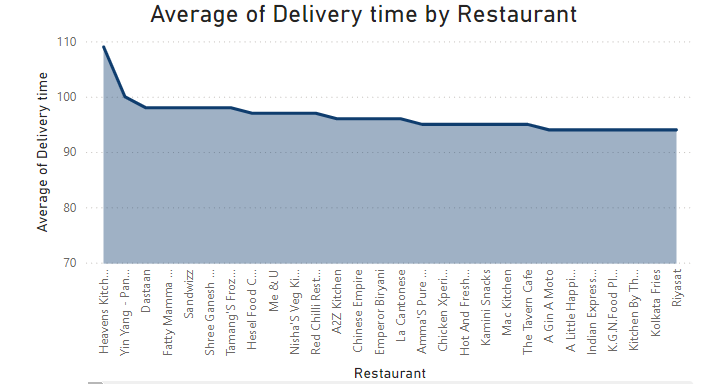 Average of Delivery time by Restaurant
Average of Delivery time
110
100
90
80
70
Heavens Kitch...
Yin Yang - Pan...
Dastaan
Fatty Mamma ...
Sandwizz
Shree Ganesh ...
Tamang'S Froz...
Hesel Food C...
Me & U
Nisha'S Veg Ki...
Red Chilli Rest...
A2Z Kitchen
Chinese Empire
Emperor Biryani
La Cantonese
Amma'S Pure ...
Chicken Xperi...
Hot And Fresh...
Kamini Snacks
Mac Kitchen
The Tavern Cafe
A Gin A Moto
A Little Happi...
Indian Express...
K.G.N.Food Pl...
Kitchen By Th...
Kolkata Fries
Riyasat
Restaurant